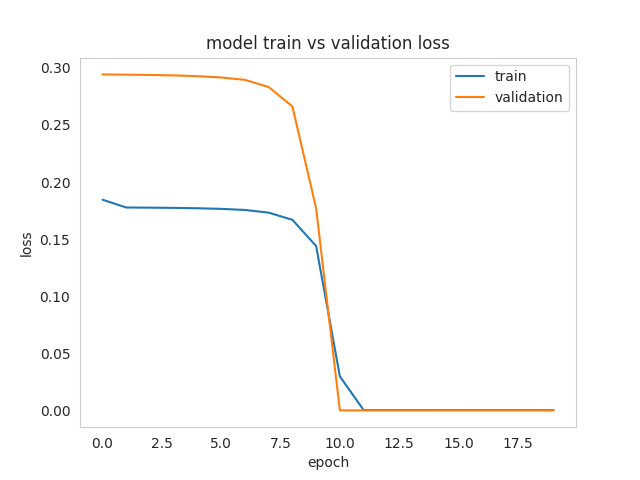 model train vs validation loss
train
validation
0.30
0.25
0.20
0.15
0.10
0.05
0.00
loss
0.0 2.5 5.0 7.5 10.0 12.5 15.0 17.5
epoch